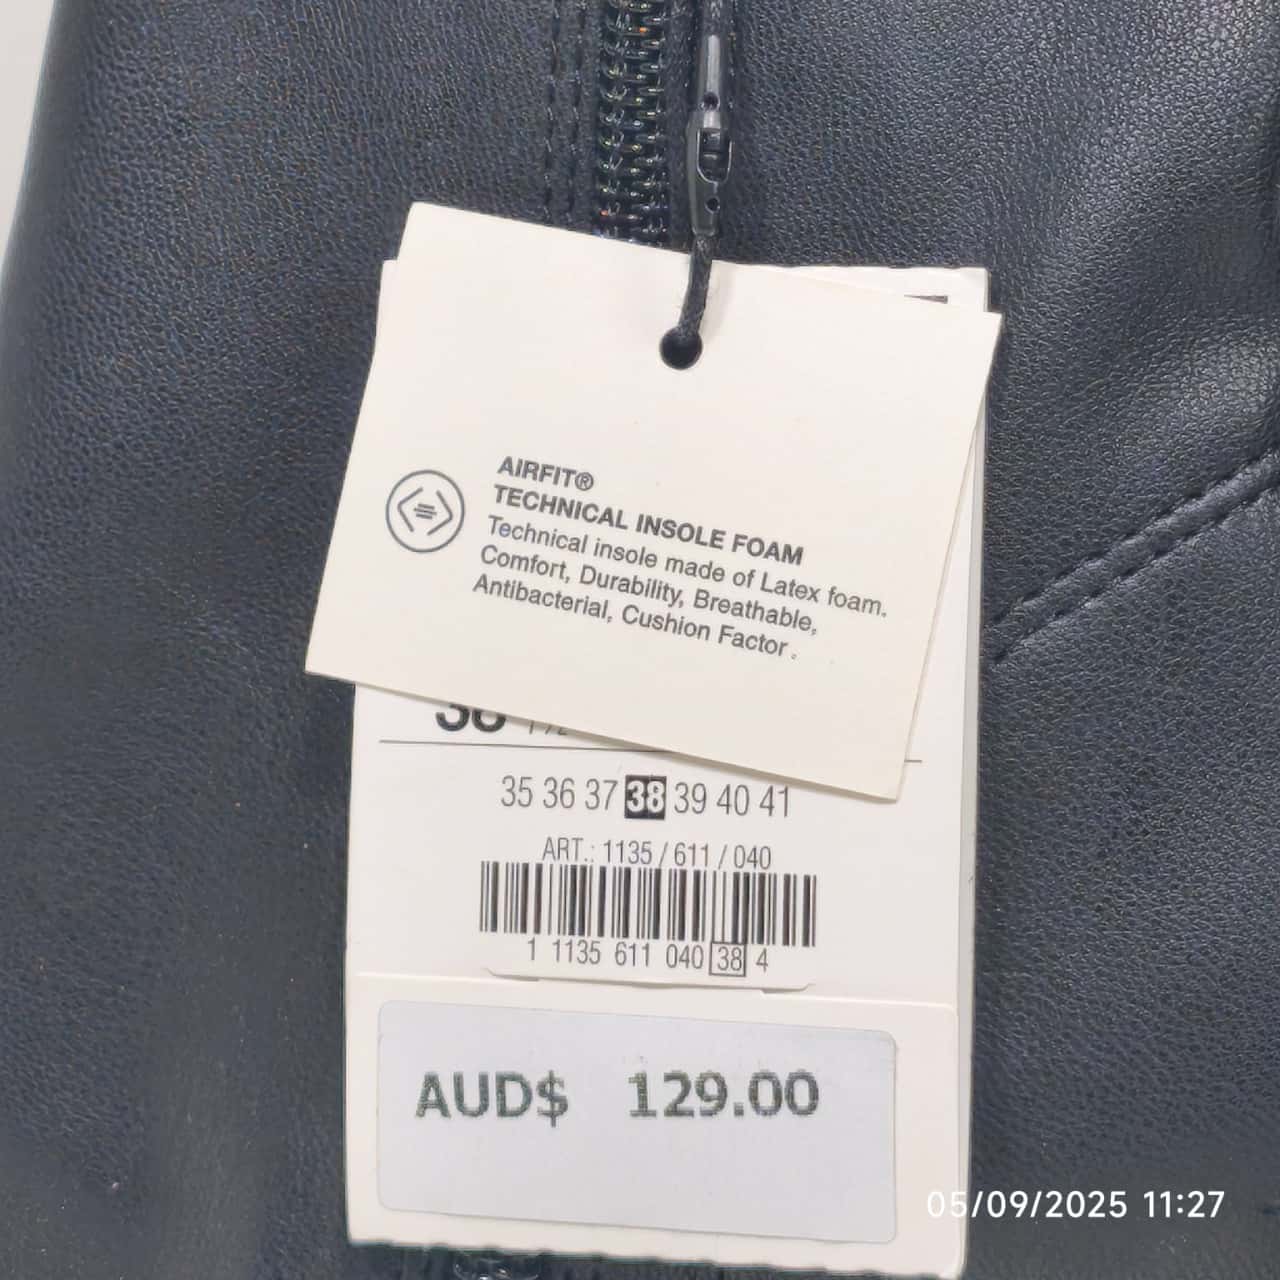 AIRFIT®
TECHNICAL INSOLE FOAM
Technical insole made of Latex foam.
Comfort, Durability, Breathable,
Antibacterial, Cushion Factor.
35 36 37 38 39 40 41
ART.: 1135 / 611 / 040
1 1135 611 040 38 4
AUD$ 129.00
05/09/2025 11:27